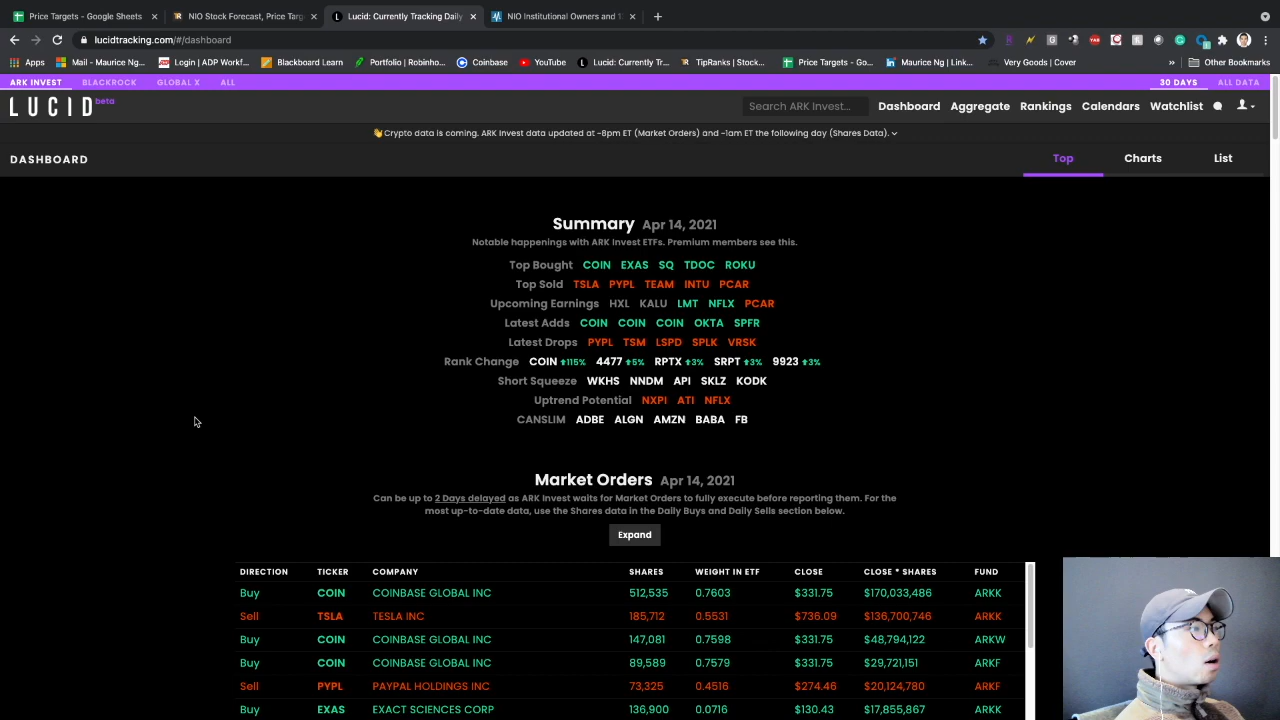 Price Targets - Google Sheets
NIO Stock Forecast, Price Targ
Lucid: Currently Tracking Daily
NIO Institutional Owners and 1
lucidtracking.com/#/dashboard
Apps Mail - Maurice Ng... Login | ADP Workf... Blackboard Learn Portfolio | Robinho... Coinbase YouTube Lucid: Currently Tr... TipRanks | Stock... Price Targets - Go... Maurice Ng | Link... Very Goods | Cover » Other Bookmarks
ARK INVEST BLACKROCK GLOBAL X ALL 30 DAYS ALL DATA
LUCID beta Search ARK Invest... Dashboard Aggregate Rankings Calendars Watchlist
👋Crypto data is coming. ARK Invest data updated at ~8pm ET (Market Orders) and ~1am ET the following day (Shares Data).
DASHBOARD Top Charts List
Summary Apr 14, 2021
Notable happenings with ARK Invest ETFs. Premium members see this.
Top Bought COIN EXAS SQ TDOC ROKU
Top Sold TSLA PYPL TEAM INTU PCAR
Upcoming Earnings HXL KALU LMT NFLX PCAR
Latest Adds COIN COIN COIN OKTA SPFR
Latest Drops PYPL TSM LSPD SPLK VRSK
Rank Change COIN ↑115% 4477 ↑5% RPTX ↑3% SRPT ↑3% 9923 ↑3%
Short Squeeze WKHS NNDM API SKLZ KODK
Uptrend Potential NXPI ATI NFLX
CANSLIM ADBE ALGN AMZN BABA FB
Market Orders Apr 14, 2021
Can be up to 2 Days delayed as ARK Invest waits for Market Orders to fully execute before reporting them. For the
most up-to-date data, use the Shares data in the Daily Buys and Daily Sells section below.
Expand
DIRECTION TICKER COMPANY SHARES WEIGHT IN ETF CLOSE CLOSE * SHARES FUND
Buy COIN COINBASE GLOBAL INC 512,535 0.7603 $331.75 $170,033,486 ARKK
Sell TSLA TESLA INC 185,712 0.5531 $736.09 $136,700,746 ARKK
Buy COIN COINBASE GLOBAL INC 147,081 0.7598 $331.75 $48,794,122 ARKW
Buy COIN COINBASE GLOBAL INC 89,589 0.7579 $331.75 $29,721,151 ARKF
Sell PYPL PAYPAL HOLDINGS INC 73,325 0.4516 $274.46 $20,124,780 ARKF
Buy EXAS EXACT SCIENCES CORP 136,900 0.0716 $130.43 $17,855,867 ARKK